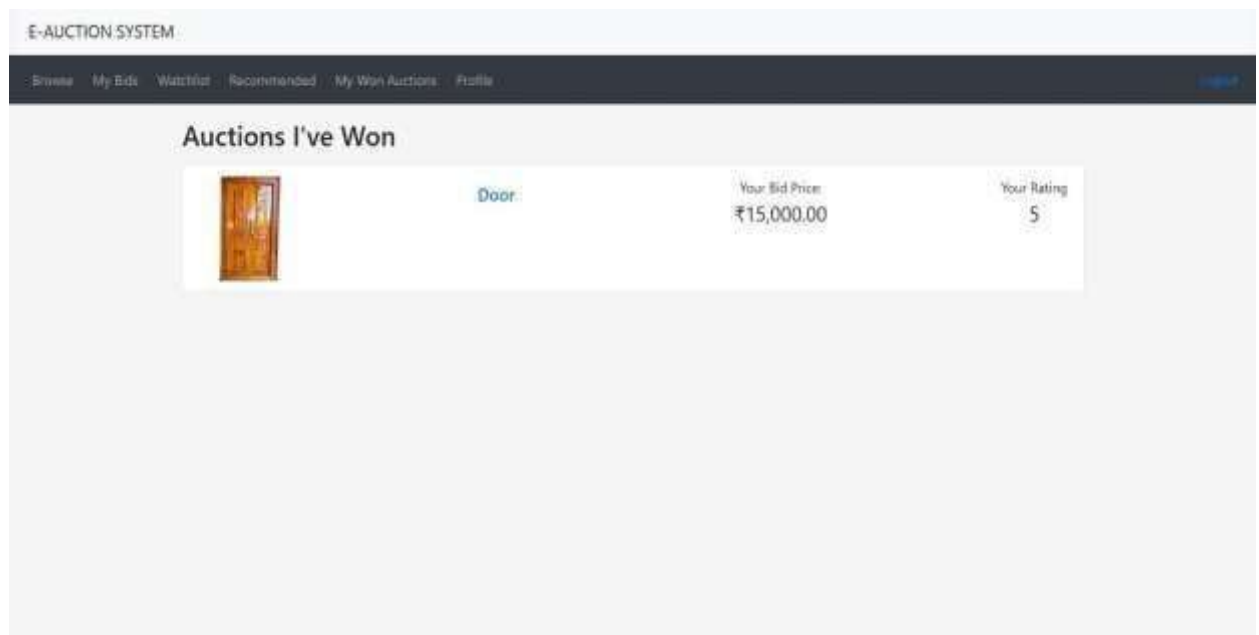 E-AUCTION SYSTEM
Browse My Bids Watchlist Recommended My Won Auctions Profile Logout
Auctions I've Won
Door
Your Bid Price:
₹15,000.00
Your Rating
5